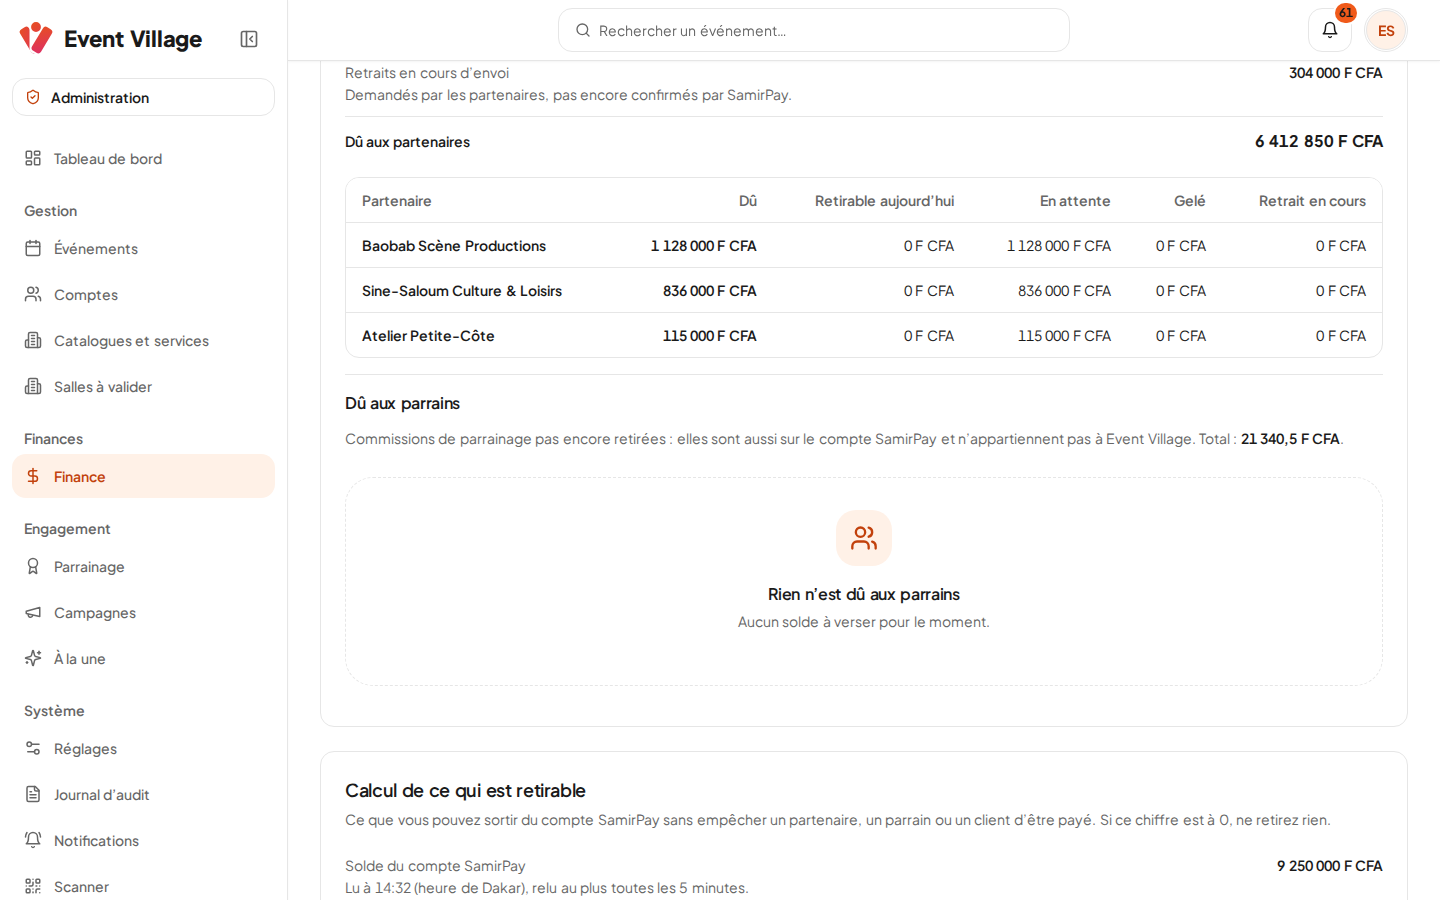 Event Village
Rechercher un événement…
61
ES
Administration
Tableau de bord
Gestion
Événements
Comptes
Catalogues et services
Salles à valider
Finances
Finance
Engagement
Parrainage
Campagnes
À la une
Système
Réglages
Journal d’audit
Notifications
Scanner
Retraits en cours d’envoi 304 000 F CFA
Demandés par les partenaires, pas encore confirmés par SamirPay.
Dû aux partenaires 6 412 850 F CFA
Partenaire Dû Retirable aujourd’hui En attente Gelé Retrait en cours
Baobab Scène Productions 1 128 000 F CFA 0 F CFA 1 128 000 F CFA 0 F CFA 0 F CFA
Sine-Saloum Culture & Loisirs 836 000 F CFA 0 F CFA 836 000 F CFA 0 F CFA 0 F CFA
Atelier Petite-Côte 115 000 F CFA 0 F CFA 115 000 F CFA 0 F CFA 0 F CFA
Dû aux parrains
Commissions de parrainage pas encore retirées : elles sont aussi sur le compte SamirPay et n’appartiennent pas à Event Village. Total : 21 340,5 F CFA.
Rien n’est dû aux parrains
Aucun solde à verser pour le moment.
Calcul de ce qui est retirable
Ce que vous pouvez sortir du compte SamirPay sans empêcher un partenaire, un parrain ou un client d’être payé. Si ce chiffre est à 0, ne retirez rien.
Solde du compte SamirPay 9 250 000 F CFA
Lu à 14:32 (heure de Dakar), relu au plus toutes les 5 minutes.